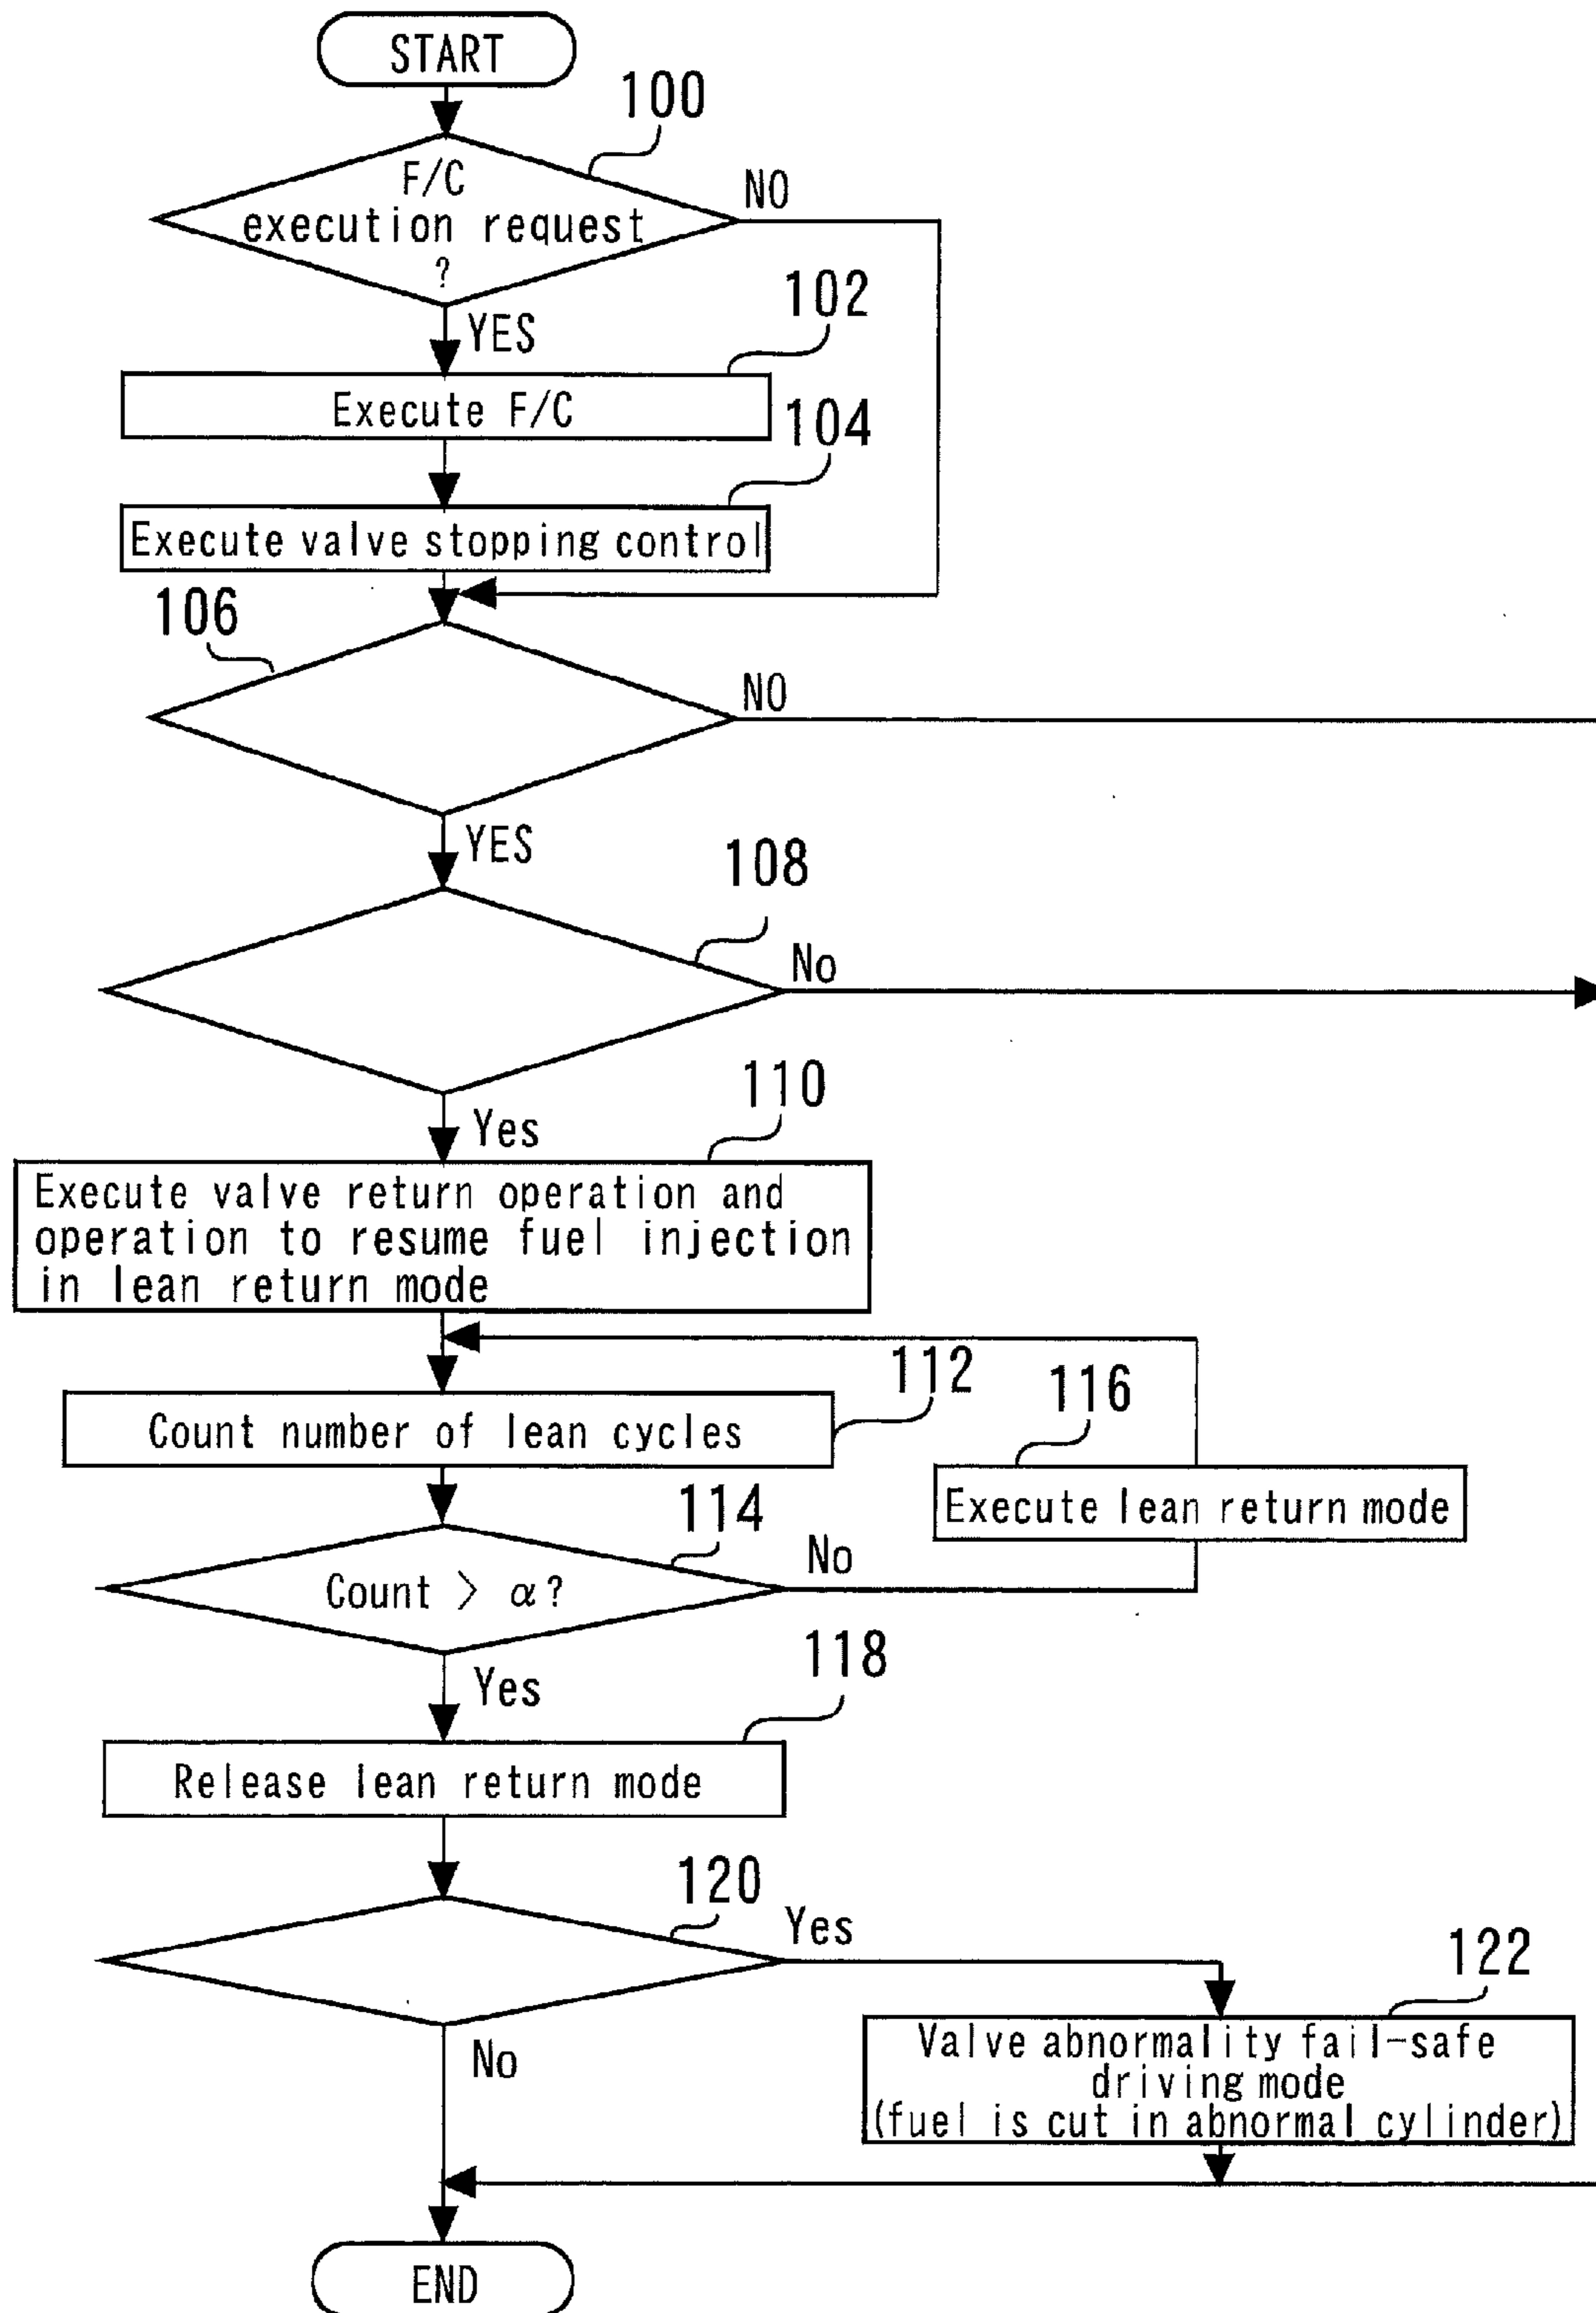 START
100
F/C
execution request
?
NO
YES
102
Execute F/C
104
Execute valve stopping control
106
NO
YES
108
No
Yes
110
Execute valve return operation and
operation to resume fuel injection
in lean return mode
112
Count number of lean cycles
116
Execute lean return mode
114
Count > α?
No
Yes
118
Release lean return mode
120
Yes
No
122
Valve abnormality fail-safe
driving mode
(fuel is cut in abnormal cylinder)
END